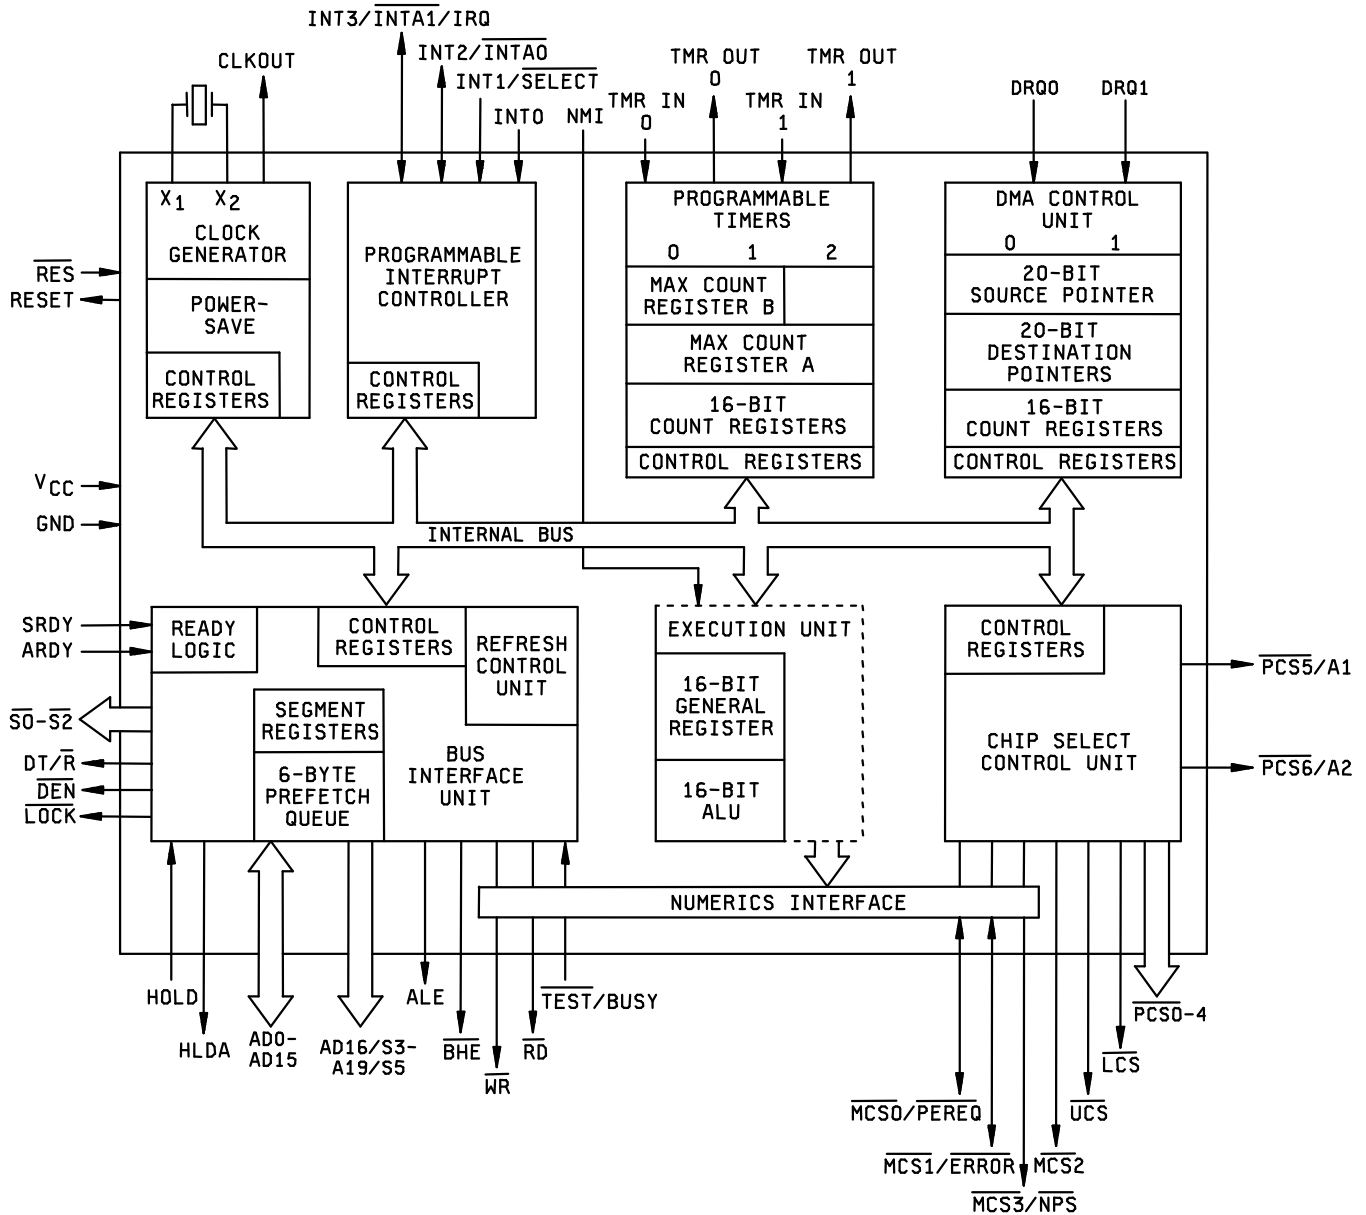 INT3/INTA1/IRQ
INT2/INTA0
CLKOUT
INT1/SELECT
INT0
NMI
TMR OUT
0
TMR OUT
1
TMR IN
0
TMR IN
1
DRQ0
DRQ1
X1
X2
CLOCK
GENERATOR
POWER-
SAVE
CONTROL
REGISTERS
PROGRAMMABLE
INTERRUPT
CONTROLLER
CONTROL
REGISTERS
PROGRAMMABLE
TIMERS
0 1 2
MAX COUNT
REGISTER B
MAX COUNT
REGISTER A
16-BIT
COUNT REGISTERS
CONTROL REGISTERS
DMA CONTROL
UNIT
0 1
20-BIT
SOURCE POINTER
20-BIT
DESTINATION
POINTERS
16-BIT
COUNT REGISTERS
CONTROL REGISTERS
RES
RESET
VCC
GND
INTERNAL BUS
SRDY
ARDY
S0-S2
DT/R
DEN
LOCK
READY
LOGIC
CONTROL
REGISTERS
REFRESH
CONTROL
UNIT
SEGMENT
REGISTERS
6-BYTE
PREFETCH
QUEUE
BUS
INTERFACE
UNIT
EXECUTION UNIT
16-BIT
GENERAL
REGISTER
16-BIT
ALU
CONTROL
REGISTERS
CHIP SELECT
CONTROL UNIT
PCS5/A1
PCS6/A2
NUMERICS INTERFACE
HOLD
HLDA
AD0-
AD15
AD16/S3-
A19/S5
ALE
BHE
WR
RD
TEST/BUSY
PCS0-4
LCS
UCS
MCS0/PEREQ
MCS1/ERROR
MCS2
MCS3/NPS